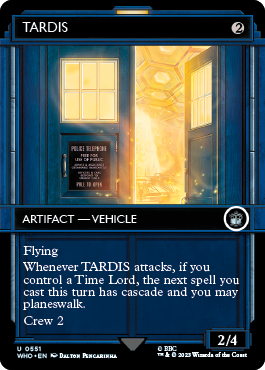 TARDIS 2
POLICE TELEPHONE
FREE FOR
USE OF PUBLIC
PULL TO OPEN
ARTIFACT — VEHICLE
Flying
Whenever TARDIS attacks, if you
control a Time Lord, the next spell you
cast this turn has cascade and you may
planeswalk.
Crew 2
2/4
U 0551
WHO • EN DALTON PENCARINHA
© BBC
™ & © 2023 Wizards of the Coast